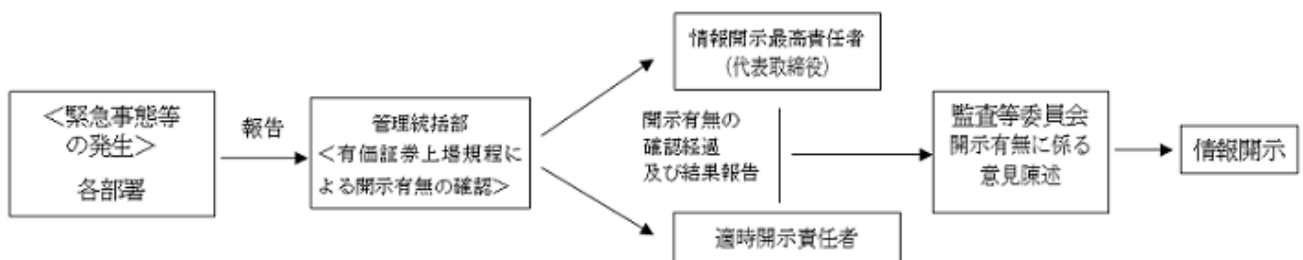 ＜緊急事態等
の発生＞
各部署
報告
管理統括部
＜有価証券上場規程に
よる開示有無の確認＞
情報開示最高責任者
(代表取締役)
開示有無の
確認経過
及び結果報告
適時開示責任者
監査等委員会
開示有無に係る
意見陳述
情報開示